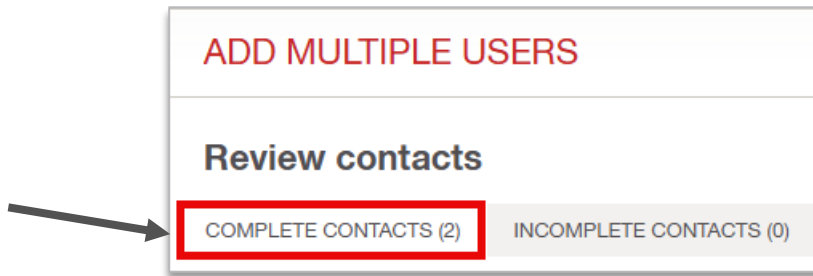 ADD MULTIPLE USERS
Review contacts
COMPLETE CONTACTS (2) INCOMPLETE CONTACTS (0)